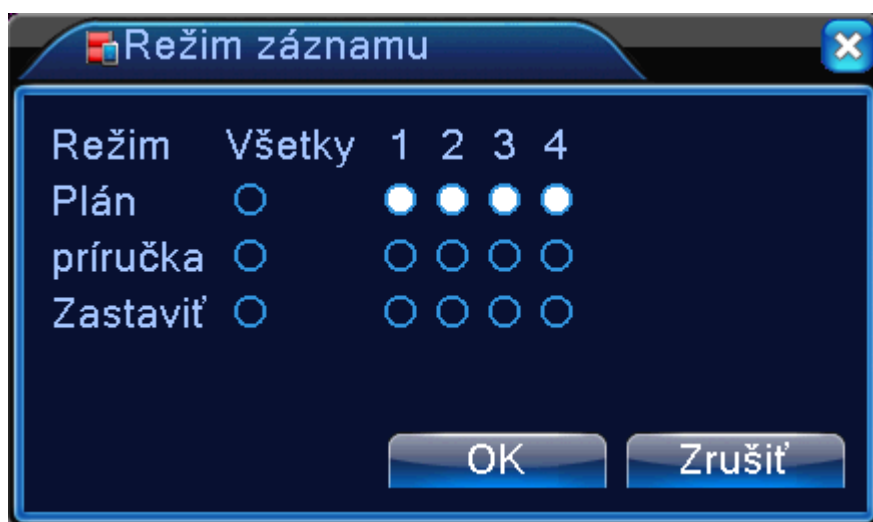 Režim záznamu
Režim Všetky 1 2 3 4
Plán
príručka
Zastaviť
OK Zrušiť